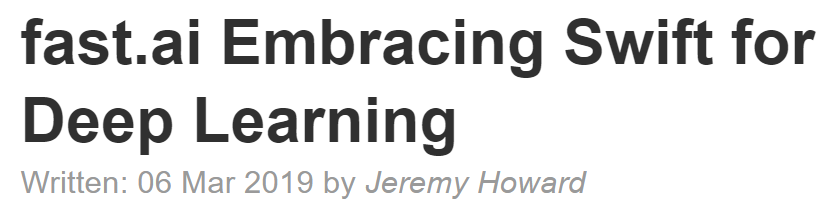 fast.ai Embracing Swift for
Deep Learning
Written: 06 Mar 2019 by Jeremy Howard